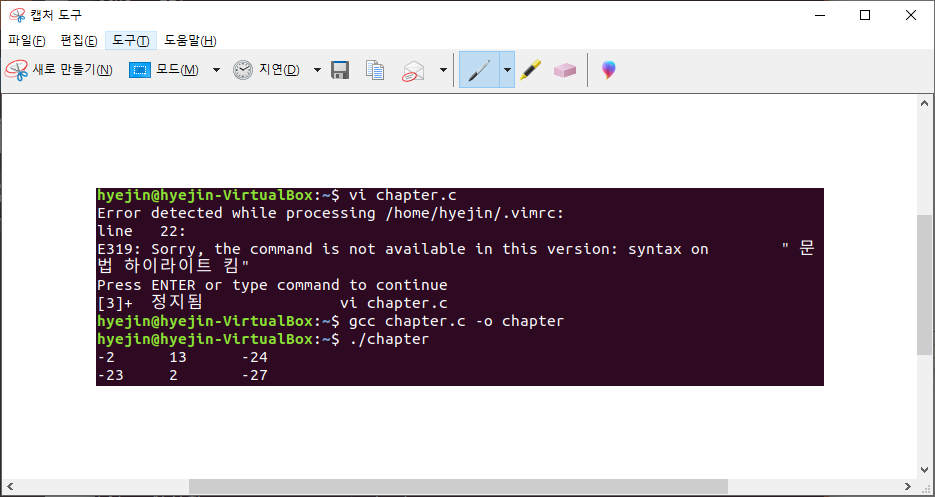 캡처 도구
파일(F) 편집(E) 도구(T) 도움말(H)
새로 만들기(N) 모드(M) 지연(D)
hyejin@hyejin-VirtualBox:~$ vi chapter.c
Error detected while processing /home/hyejin/.vimrc:
line   22:
E319: Sorry, the command is not available in this version: syntax on        " 문
법 하이라이트 킴"
Press ENTER or type command to continue
[3]+  정지됨               vi chapter.c
hyejin@hyejin-VirtualBox:~$ gcc chapter.c -o chapter
hyejin@hyejin-VirtualBox:~$ ./chapter
-2      13      -24
-23     2       -27